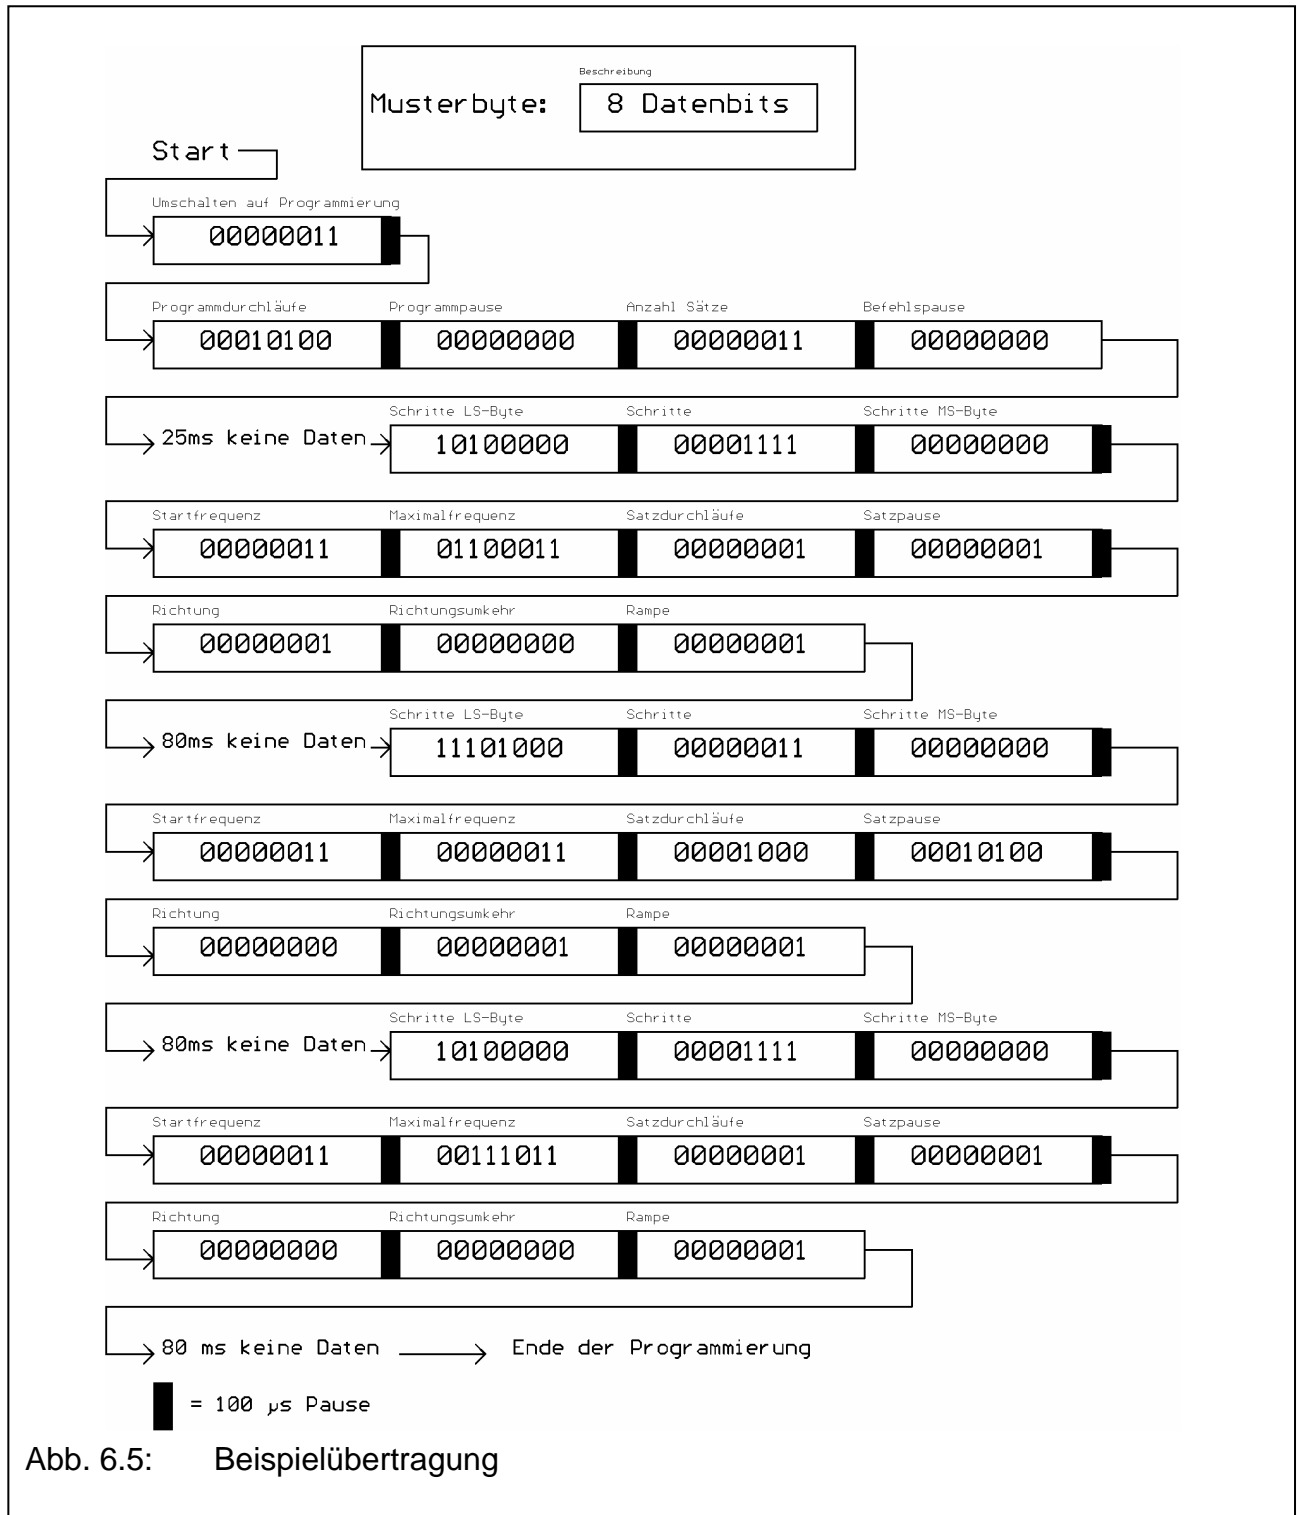 Beschreibung
Musterbyte: 8 Datenbits
Start
Umschalten auf Programmierung
00000011
Programmdurchläufe Programmpause Anzahl Sätze Befehlspause
00010100 00000000 00000011 00000000
Schritte LS-Byte Schritte Schritte MS-Byte
25ms keine Daten 10100000 00001111 00000000
Startfrequenz Maximalfrequenz Satzdurchläufe Satzpause
00000011 01100011 00000001 00000001
Richtung Richtungsumkehr Rampe
00000001 00000000 00000001
Schritte LS-Byte Schritte Schritte MS-Byte
80ms keine Daten 11101000 00000011 00000000
Startfrequenz Maximalfrequenz Satzdurchläufe Satzpause
00000011 00000011 00001000 00010100
Richtung Richtungsumkehr Rampe
00000000 00000001 00000001
Schritte LS-Byte Schritte Schritte MS-Byte
80ms keine Daten 10100000 00001111 00000000
Startfrequenz Maximalfrequenz Satzdurchläufe Satzpause
00000011 00111011 00000001 00000001
Richtung Richtungsumkehr Rampe
00000000 00000000 00000001
80 ms keine Daten Ende der Programmierung
= 100 µs Pause
Abb. 6.5: Beispielübertragung